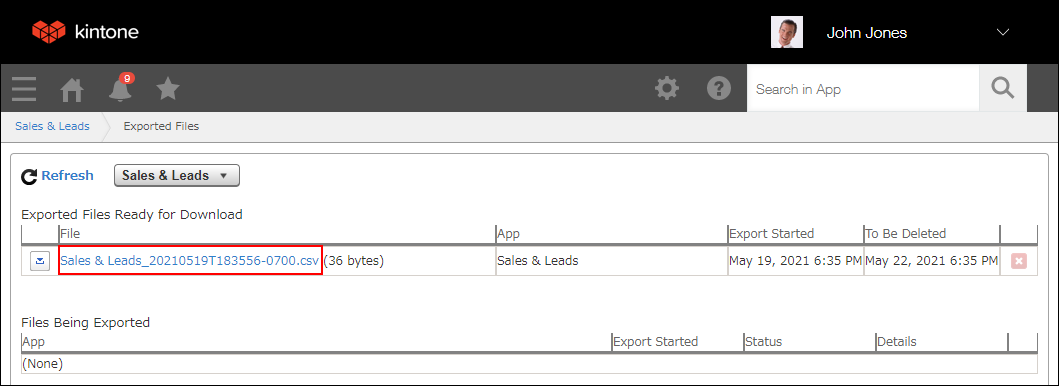 kintone
John Jones
9
Search in App
Sales & Leads Exported Files
Refresh Sales & Leads
Exported Files Ready for Download
File App Export Started To Be Deleted
Sales & Leads_20210519T183556-0700.csv (36 bytes) Sales & Leads May 19, 2021 6:35 PM May 22, 2021 6:35 PM
Files Being Exported
App Export Started Status Details
(None)